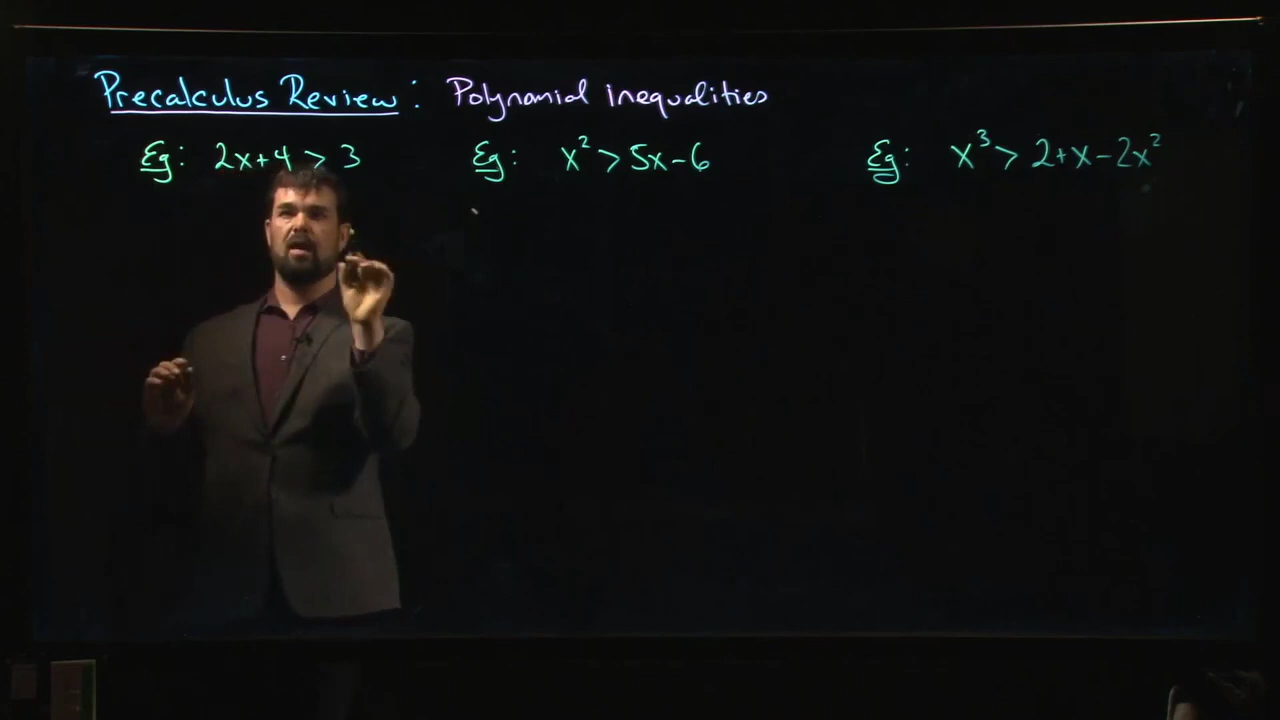 Precalculus Review: Polynomial inequalities
Eg: 2x+4 > 3
Eg: x² > 5x-6
Eg: x³ > 2+x-2x²